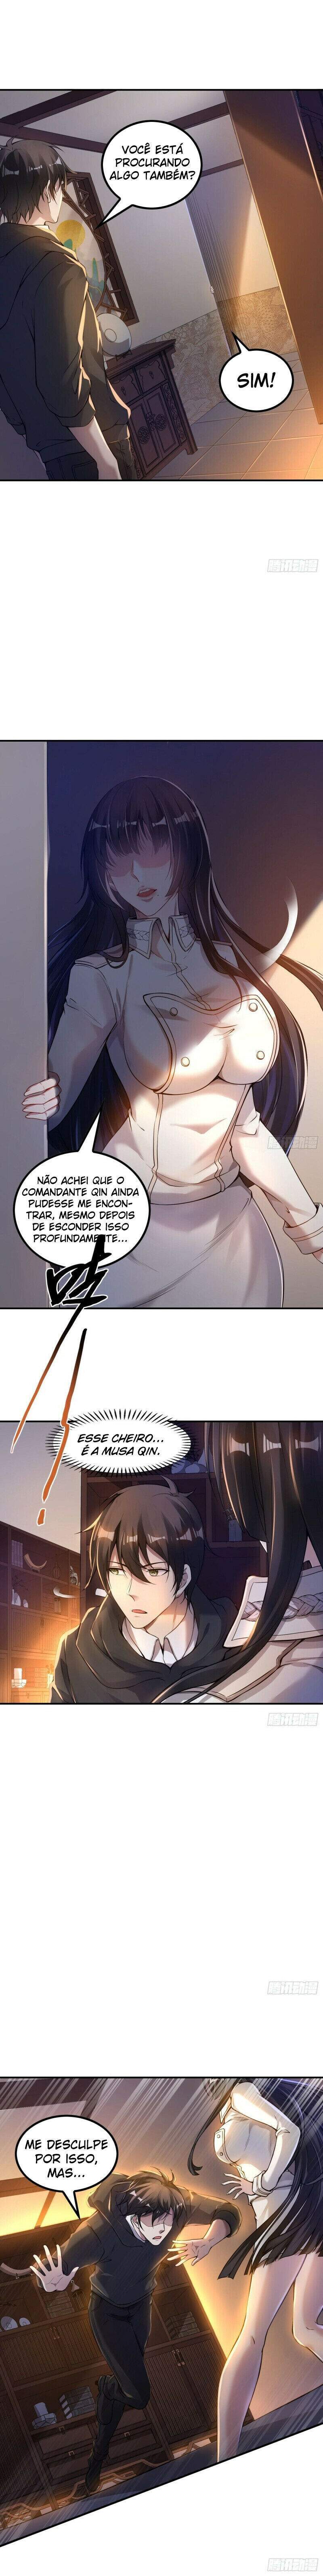 VOCÊ ESTÁ
PROCURANDO
ALGO TAMBÉM?
SIM!
NÃO ACHEI QUE O
COMANDANTE QIN AINDA
PUDESSE ME ENCON-
TRAR, MESMO DEPOIS
DE ESCONDER ISSO
PROFUNDAMENTE...
ESSE CHEIRO...
É A MUSA QIN.
ME DESCULPE
POR ISSO,
MAS...